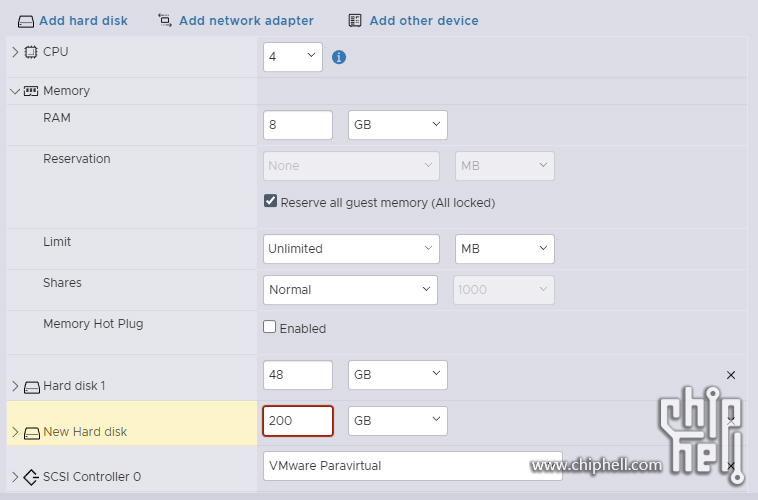 Add hard disk Add network adapter Add other device
CPU 4
Memory
RAM 8 GB
Reservation None MB
Reserve all guest memory (All locked)
Limit Unlimited MB
Shares Normal 1000
Memory Hot Plug Enabled
Hard disk 1 48 GB
New Hard disk 200 GB
SCSI Controller 0 VMware Paravirtual
chip
hell
www.chiphell.com